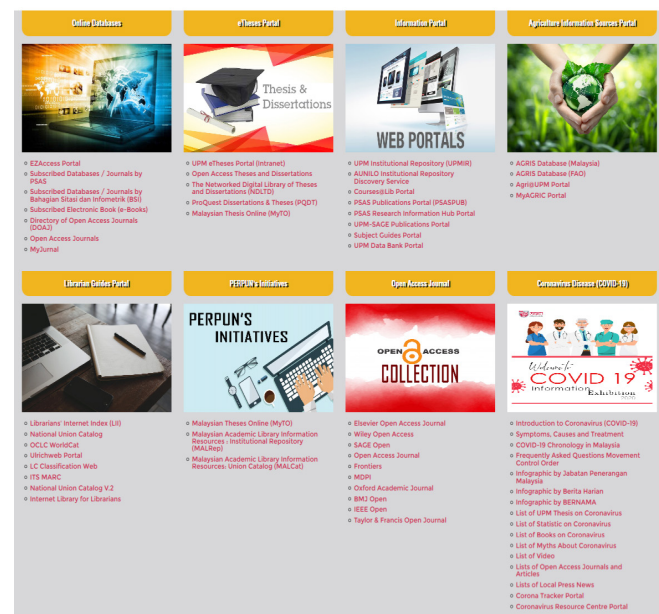 Online Databases
eTheses Portal
Information Portal
Agriculture Information Sources Portal
Thesis &
Dissertations
WEB PORTALS
EZAccess Portal
Subscribed Databases / Journals by
PSAS
Subscribed Databases / Journals by
Bahagian Sitasi dan Infometrik (BSI)
Subscribed Electronic Book (e-Books)
Directory of Open Access Journals
(DOAJ)
Open Access Journals
MyJurnal
UPM eTheses Portal (Intranet)
Open Access Theses and Dissertations
The Networked Digital Library of Theses
and Dissertations (NDLTD)
ProQuest Dissertations & Theses (PQDT)
Malaysian Thesis Online (MyTO)
UPM Institutional Repository (UPMIR)
AUNILO Institutional Repository
Discovery Service
Courses@Lib Portal
PSAS Publications Portal (PSASPUB)
PSAS Research Information Hub Portal
UPM-SAGE Publications Portal
Subject Guides Portal
UPM Data Bank Portal
AGRIS Database (Malaysia)
AGRIS Database (FAO)
Agri@UPM Portal
MyAGRIC Portal
Librarian Guides Portal
PERPUN's Initiatives
Open Access Journal
Coronavirus Disease (COVID-19)
PERPUN'S
INITIATIVES
OPEN ACCESS
COLLECTION
Welcome to
COVID 19
Information
Exhibition
2020
Librarians' Internet Index (LII)
National Union Catalog
OCLC WorldCat
Ulrichweb Portal
LC Classification Web
ITS MARC
National Union Catalog V.2
Internet Library for Librarians
Malaysian Theses Online (MyTO)
Malaysian Academic Library Information
Resources : Institutional Repository
(MALRep)
Malaysian Academic Library Information
Resources: Union Catalog (MALCat)
Elsevier Open Access Journal
Wiley Open Access
SAGE Open
Open Access Journal
Frontiers
MDPI
Oxford Academic Journal
BMJ Open
IEEE Open
Taylor & Francis Open Journal
Introduction to Coronavirus (COVID-19)
Symptoms, Causes and Treatment
COVID-19 Chronology in Malaysia
Frequently Asked Questions Movement
Control Order
Infographic by Jabatan Penerangan
Malaysia
Infographic by Berita Harian
Infographic by BERNAMA
List of UPM Thesis on Coronavirus
List of Statistic on Coronavirus
List of Books on Coronavirus
List of Myths About Coronavirus
List of Video
Lists of Open Access Journals and
Articles
Lists of Local Press News
Corona Tracker Portal
Coronavirus Resource Centre Portal